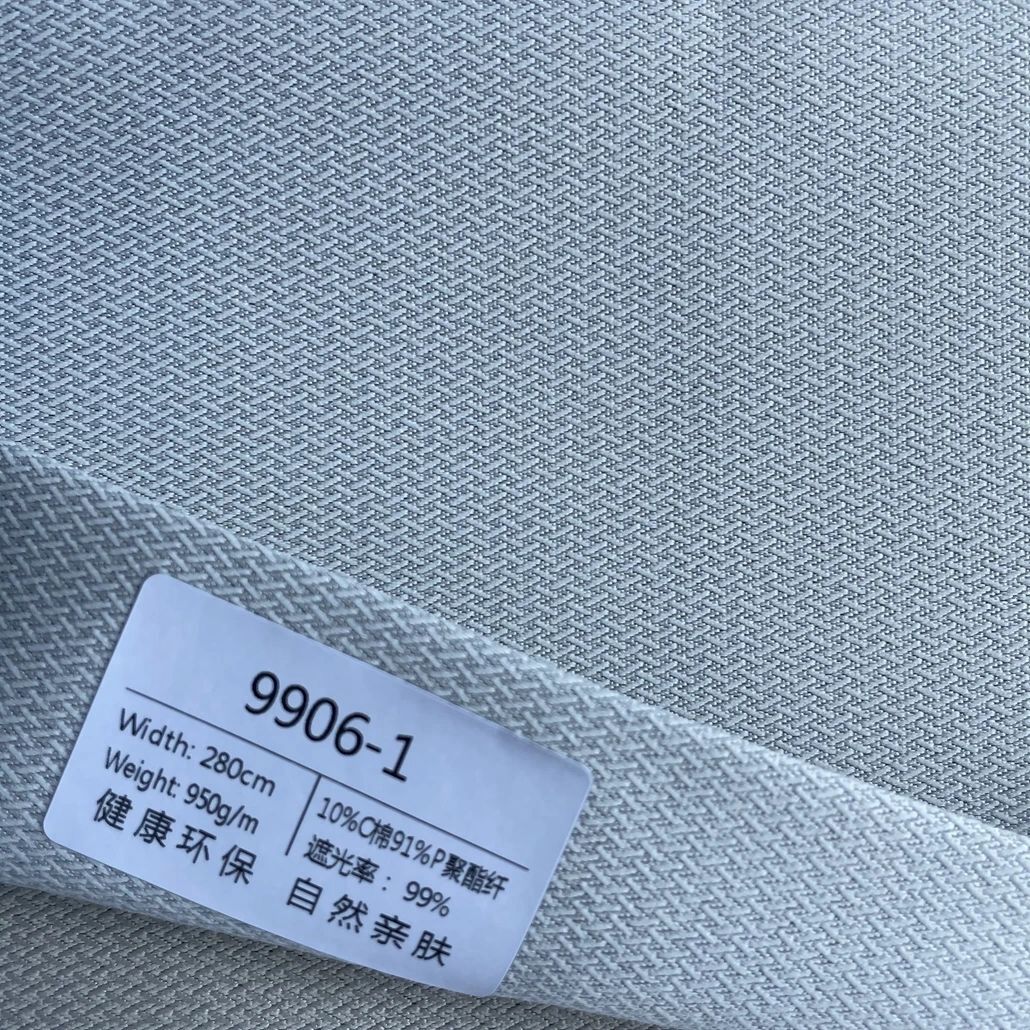 9906-1
Width: 280cm
Weight: 950g/m
10%C棉91%P聚酯纤
遮光率：99%
健康环保 自然亲肤